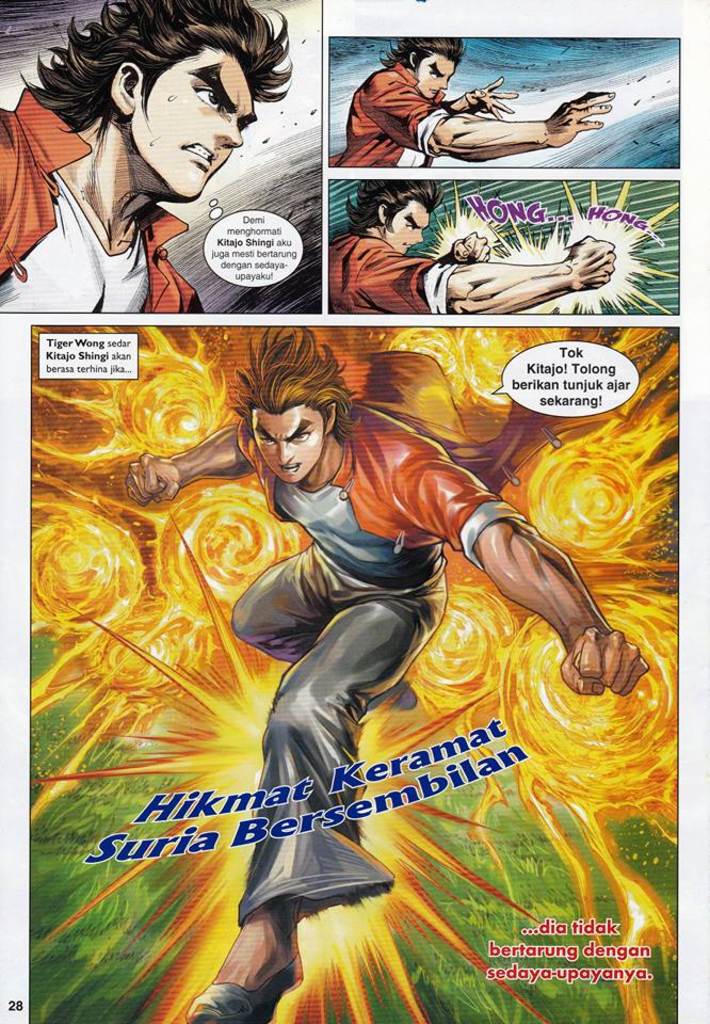 Demi
menghormati
Kitajo Shingi aku
juga mesti bertarung
dengan sedaya-
upayaku!
HONG... HONG...
Tiger Wong sedar
Kitajo Shingi akan
berasa terhina jika...
Tok
Kitajo! Tolong
berikan tunjuk ajar
sekarang!
Hikmat Keramat
Suria Bersembilan
...dia tidak
bertarung dengan
sedaya-upayanya.
28